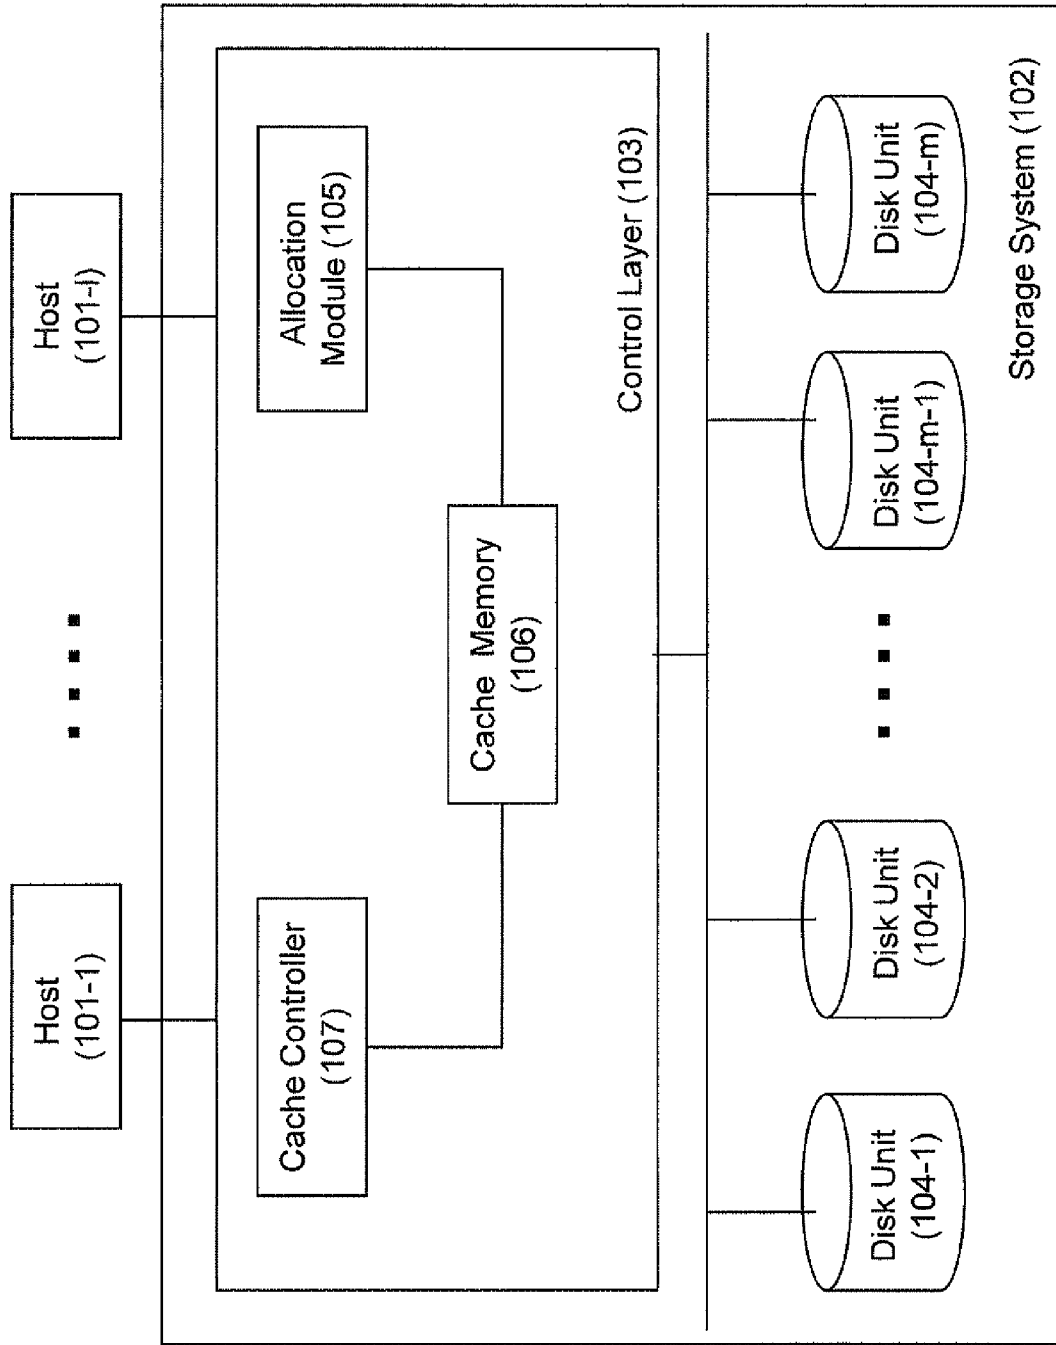 Host
(101-1)
Host
(101-l)
Cache Controller
(107)
Allocation
Module (105)
Cache Memory
(106)
Control Layer (103)
Disk Unit
(104-1)
Disk Unit
(104-2)
Disk Unit
(104-m-1)
Disk Unit
(104-m)
Storage System (102)